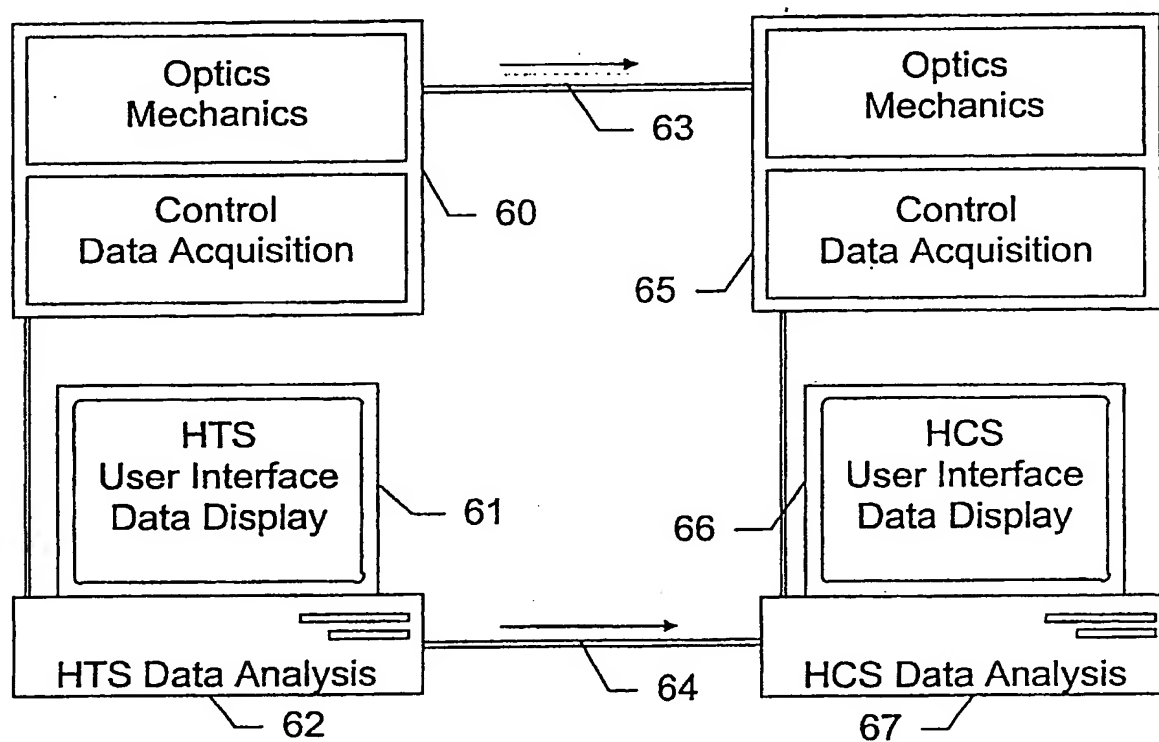 Optics
Mechanics
Control
Data Acquisition
60
63
Optics
Mechanics
Control
Data Acquisition
65
HTS
User Interface
Data Display
61
HTS Data Analysis
62
64
HCS
User Interface
Data Display
66
HCS Data Analysis
67